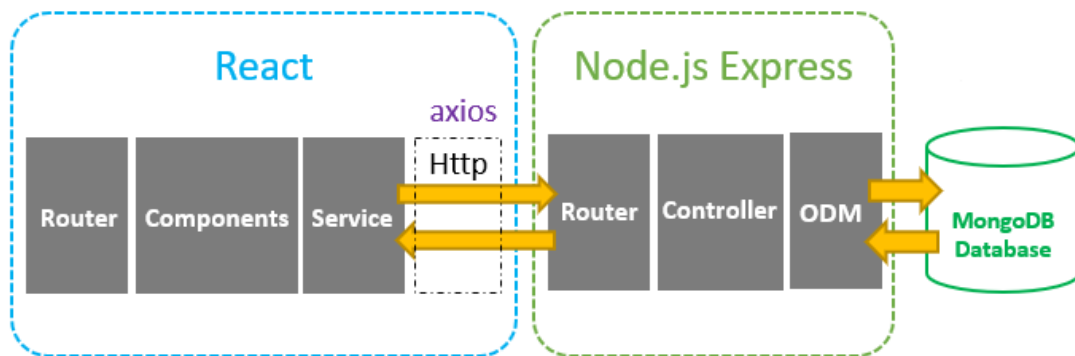 React
Node.js Express
axios
Http
Router
Components
Service
Router
Controller
ODM
MongoDB
Database